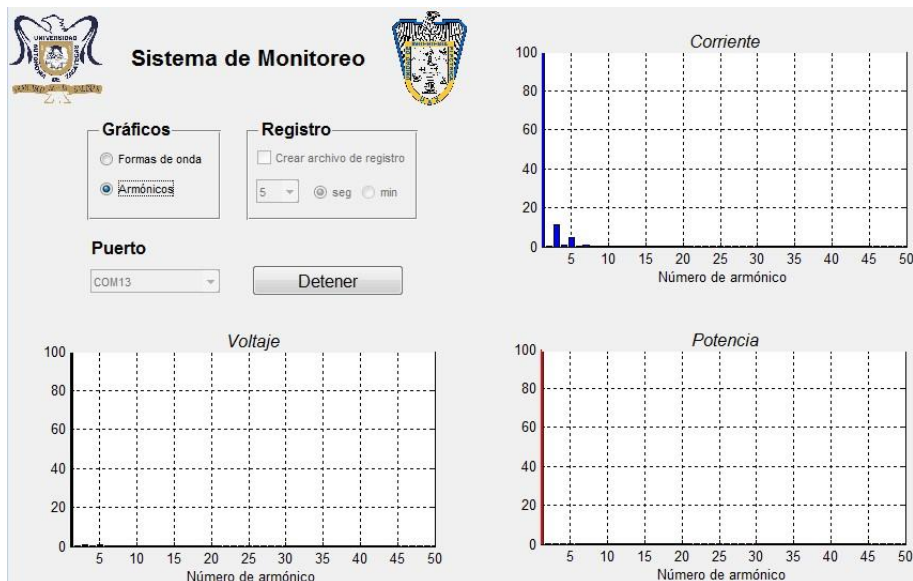 UNIVERSIDAD
Sistema de Monitoreo
Gráficos
Formas de onda
Armónicos
Registro
Crear archivo de registro
5
seg
min
Puerto
COM13
Detener
Corriente
100
80
60
40
20
0
5 10 15 20 25 30 35 40 45 50
Número de armónico
Voltaje
100
80
60
40
20
0
5 10 15 20 25 30 35 40 45 50
Número de armónico
Potencia
100
80
60
40
20
0
5 10 15 20 25 30 35 40 45 50
Número de armónico